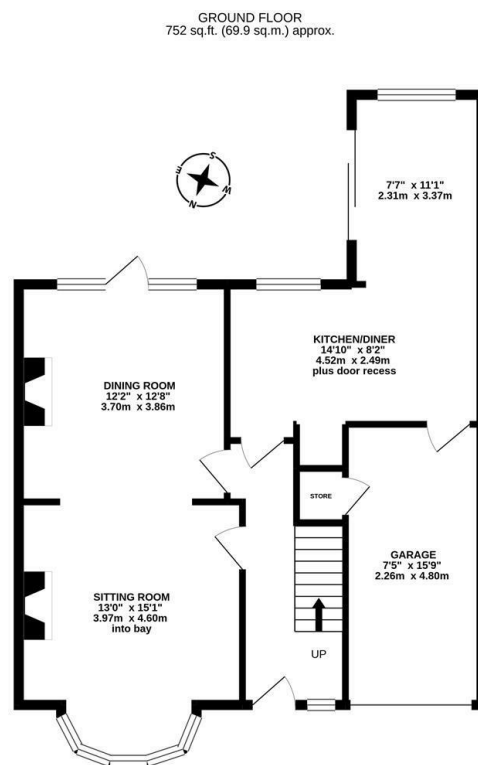 GROUND FLOOR
752 sq.ft. (69.9 sq.m.) approx.
S
E
W
N
7'7" x 11'1"
2.31m x 3.37m
KITCHEN/DINER
14'10" x 8'2"
4.52m x 2.49m
plus door recess
DINING ROOM
12'2" x 12'8"
3.70m x 3.86m
STORE
GARAGE
7'5" x 15'9"
2.26m x 4.80m
SITTING ROOM
13'0" x 15'1"
3.97m x 4.60m
into bay
UP